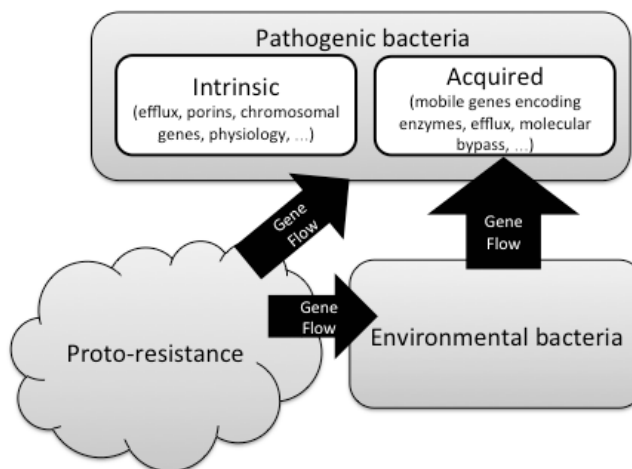 Pathogenic bacteria
Intrinsic
(efflux, porins, chromosomal
genes, physiology, ...)
Acquired
(mobile genes encoding
enzymes, efflux, molecular
bypass, ...)
Gene
Flow
Gene
Flow
Gene
Flow
Proto-resistance
Environmental bacteria